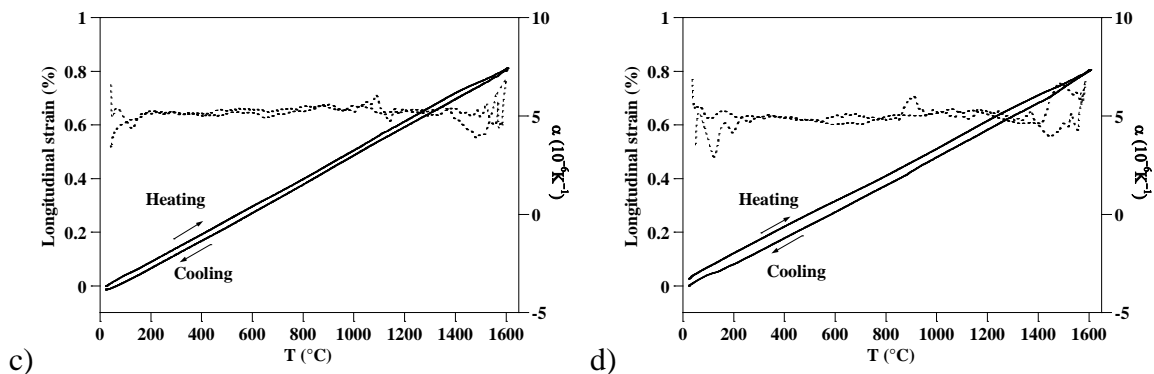 c)
Longitudinal strain (%)
1
0.8
0.6
0.4
0.2
0
Heating
Cooling
10
5
0
-5
α (10⁻⁶K⁻¹)
0 200 400 600 800 1000 1200 1400 1600
T (°C)
d)
Longitudinal strain (%)
1
0.8
0.6
0.4
0.2
0
Heating
Cooling
10
5
0
-5
α (10⁻⁶K⁻¹)
0 200 400 600 800 1000 1200 1400 1600
T (°C)